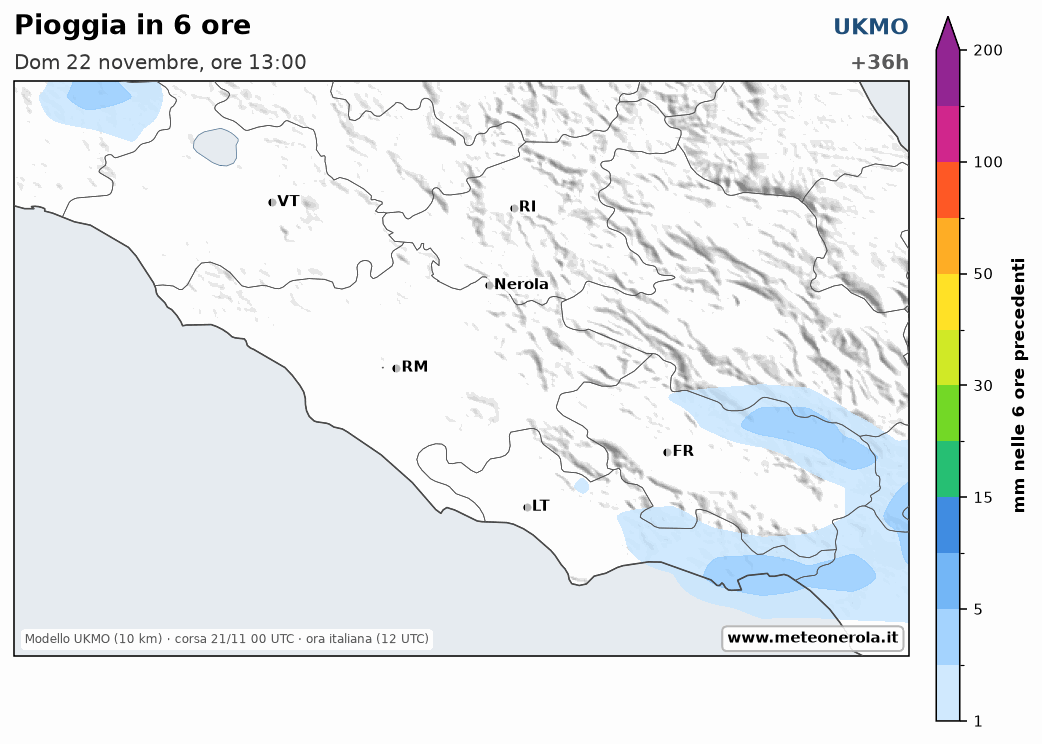 Pioggia in 6 ore
UKMO
Dom 22 novembre, ore 13:00
+36h
200
100
50
30
15
5
1
mm nelle 6 ore precedenti
VT
RI
Nerola
RM
FR
LT
Modello UKMO (10 km) · corsa 21/11 00 UTC · ora italiana (12 UTC)
www.meteonerola.it